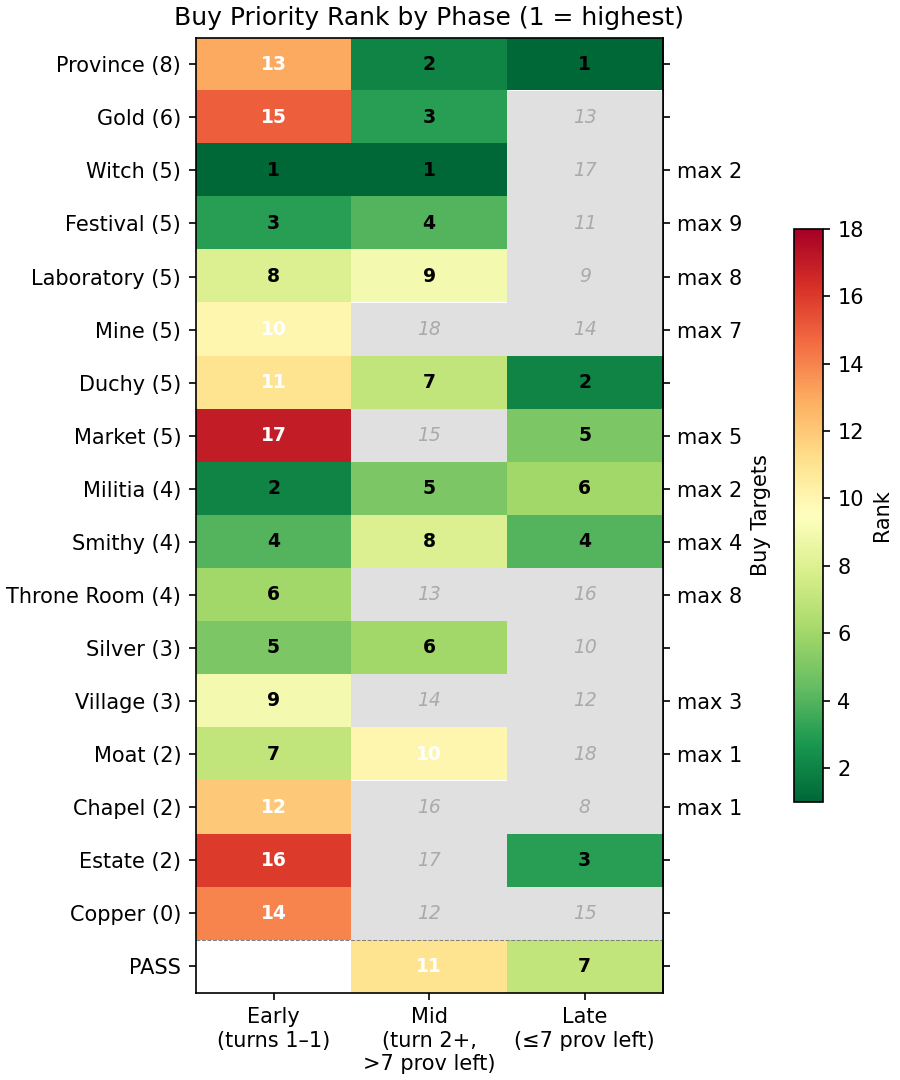 Buy Priority Rank by Phase (1 = highest)
Province (8) 13 2 1
Gold (6) 15 3 13
Witch (5) 1 1 17 max 2
Festival (5) 3 4 11 max 9
Laboratory (5) 8 9 9 max 8
Mine (5) 10 18 14 max 7
Duchy (5) 11 7 2
Market (5) 17 15 5 max 5
Militia (4) 2 5 6 max 2
Smithy (4) 4 8 4 max 4
Throne Room (4) 6 13 16 max 8
Silver (3) 5 6 10
Village (3) 9 14 12 max 3
Moat (2) 7 10 18 max 1
Chapel (2) 12 16 8 max 1
Estate (2) 16 17 3
Copper (0) 14 12 15
PASS 11 7
Early
(turns 1–1)
Mid
(turn 2+,
>7 prov left)
Late
(≤7 prov left)
Buy Targets
18
16
14
12
10
8
6
4
2
Rank